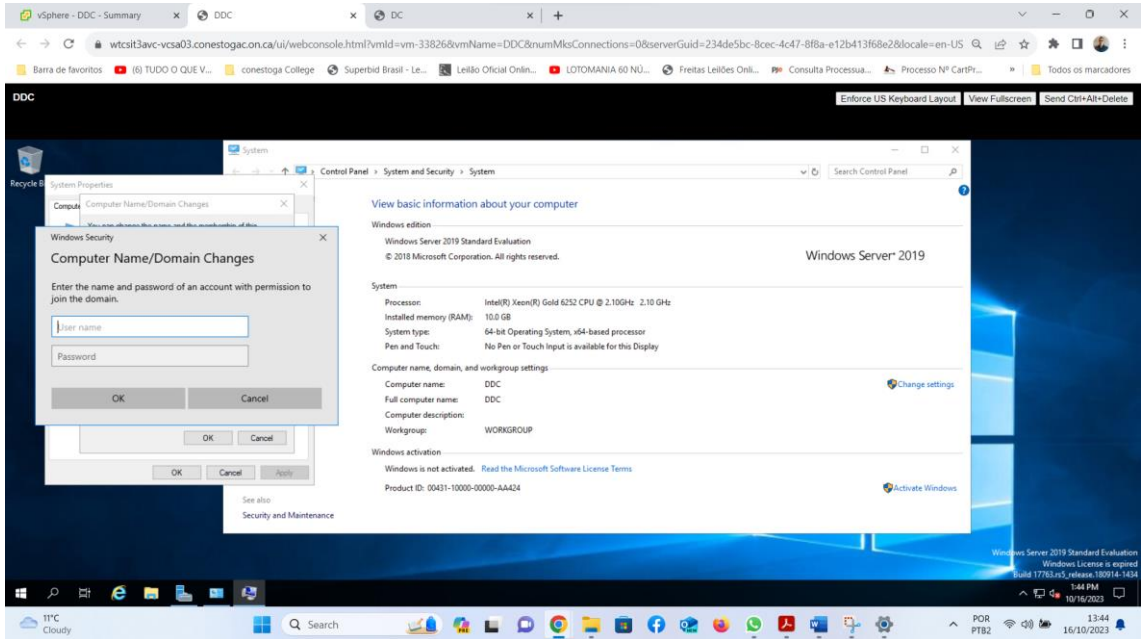 vSphere - DDC - Summary
DDC
DC
wtcsit3avc-vcsa03.conestogac.on.ca/ui/webconsole.html?vmId=vm-33826&vmName=DDC&numMksConnections=0&serverGuid=234de5bc-8cec-4c47-8f8a-e12b413f68e2&locale=en-US
Barra de favoritos
(6) TUDO O QUE V...
conestoga College
Superbid Brasil - Le...
Leilão Oficial Onlin...
LOTOMANIA 60 NÚ...
Freitas Leilões Onli...
Consulta Processua...
Processo Nº CartPr...
Todos os marcadores
DDC
Enforce US Keyboard Layout
View Fullscreen
Send Ctrl+Alt+Delete
Recycle B
System
Control Panel
System and Security
System
Search Control Panel
System Properties
Compute
Computer Name/Domain Changes
You can change the name and the membership of this
Windows Security
Computer Name/Domain Changes
Enter the name and password of an account with permission to
join the domain.
User name
Password
OK
Cancel
OK
Cancel
OK
Cancel
Apply
View basic information about your computer
Windows edition
Windows Server 2019 Standard Evaluation
© 2018 Microsoft Corporation. All rights reserved.
Windows Server® 2019
System
Processor: Intel(R) Xeon(R) Gold 6252 CPU @ 2.10GHz 2.10 GHz
Installed memory (RAM): 10.0 GB
System type: 64-bit Operating System, x64-based processor
Pen and Touch: No Pen or Touch Input is available for this Display
Computer name, domain, and workgroup settings
Computer name: DDC
Change settings
Full computer name: DDC
Computer description:
Workgroup: WORKGROUP
Windows activation
Windows is not activated. Read the Microsoft Software License Terms
Product ID: 00431-10000-00000-AA424
Activate Windows
See also
Security and Maintenance
Windows Server 2019 Standard Evaluation
Windows License is expired
Build 17763.rs5_release.180914-1434
1:44 PM
10/16/2023
11°C
Cloudy
Search
POR
PTB2
13:44
16/10/2023